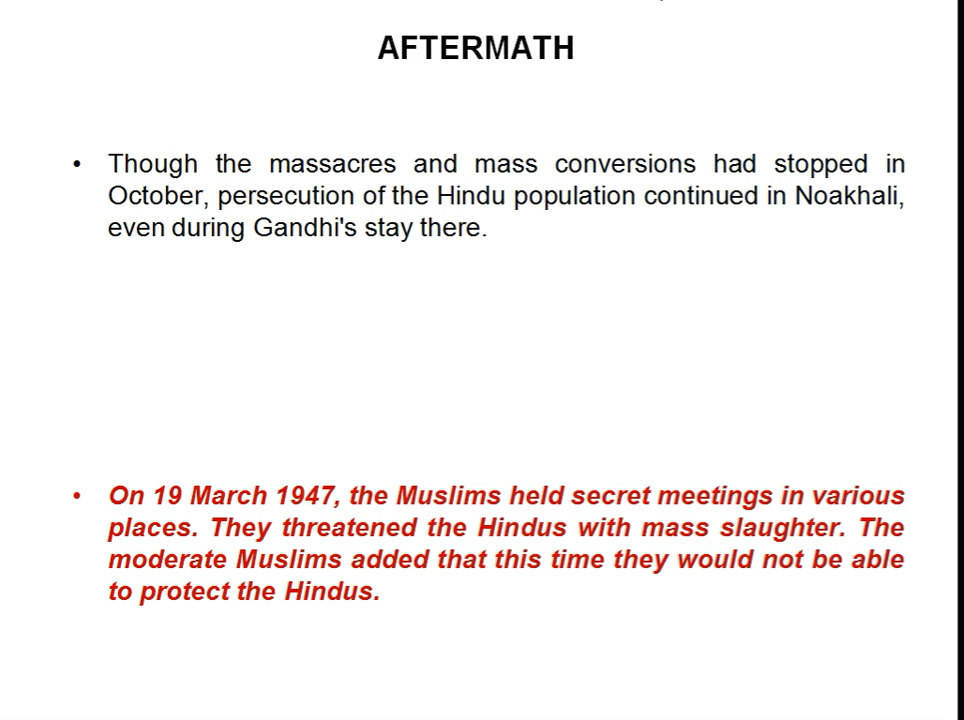 AFTERMATH
• Though the massacres and mass conversions had stopped in
October, persecution of the Hindu population continued in Noakhali,
even during Gandhi's stay there.
• On 19 March 1947, the Muslims held secret meetings in various
places. They threatened the Hindus with mass slaughter. The
moderate Muslims added that this time they would not be able
to protect the Hindus.